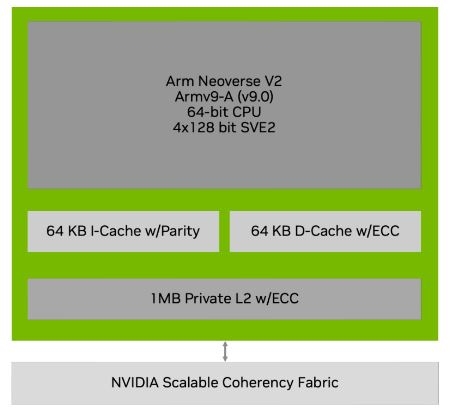 Arm Neoverse V2
Armv9-A (v9.0)
64-bit CPU
4x128 bit SVE2
64 KB I-Cache w/Parity
64 KB D-Cache w/ECC
1MB Private L2 w/ECC
NVIDIA Scalable Coherency Fabric